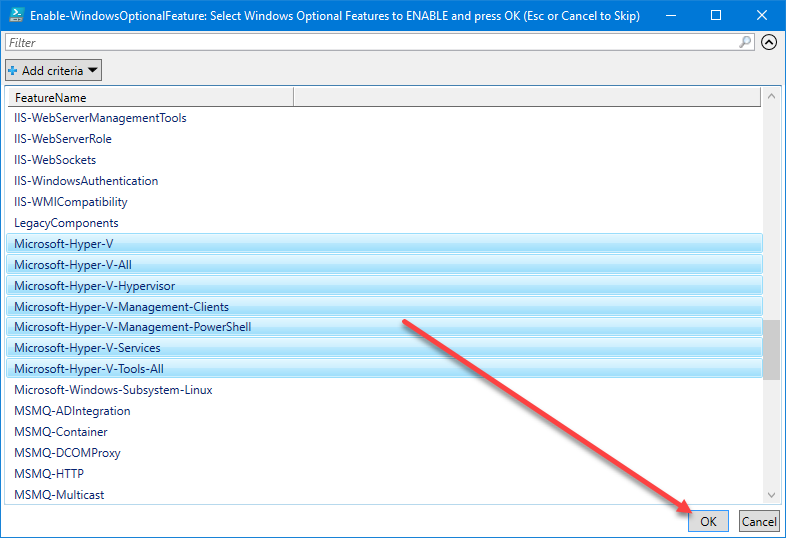 Enable-WindowsOptionalFeature: Select Windows Optional Features to ENABLE and press OK (Esc or Cancel to Skip)
Filter
Add criteria
FeatureName
IIS-WebServerManagementTools
IIS-WebServerRole
IIS-WebSockets
IIS-WindowsAuthentication
IIS-WMICompatibility
LegacyComponents
Microsoft-Hyper-V
Microsoft-Hyper-V-All
Microsoft-Hyper-V-Hypervisor
Microsoft-Hyper-V-Management-Clients
Microsoft-Hyper-V-Management-PowerShell
Microsoft-Hyper-V-Services
Microsoft-Hyper-V-Tools-All
Microsoft-Windows-Subsystem-Linux
MSMQ-ADIntegration
MSMQ-Container
MSMQ-DCOMProxy
MSMQ-HTTP
MSMQ-Multicast
OK Cancel